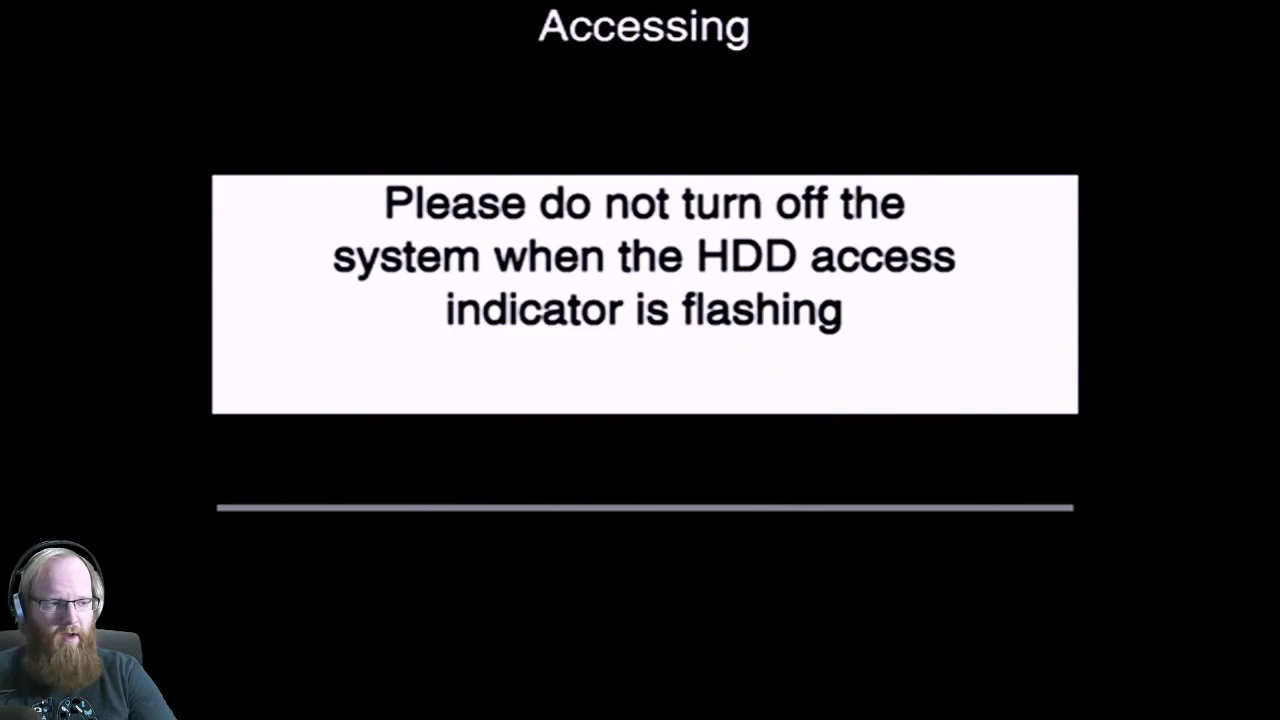 Accessing
Please do not turn off the
system when the HDD access
indicator is flashing